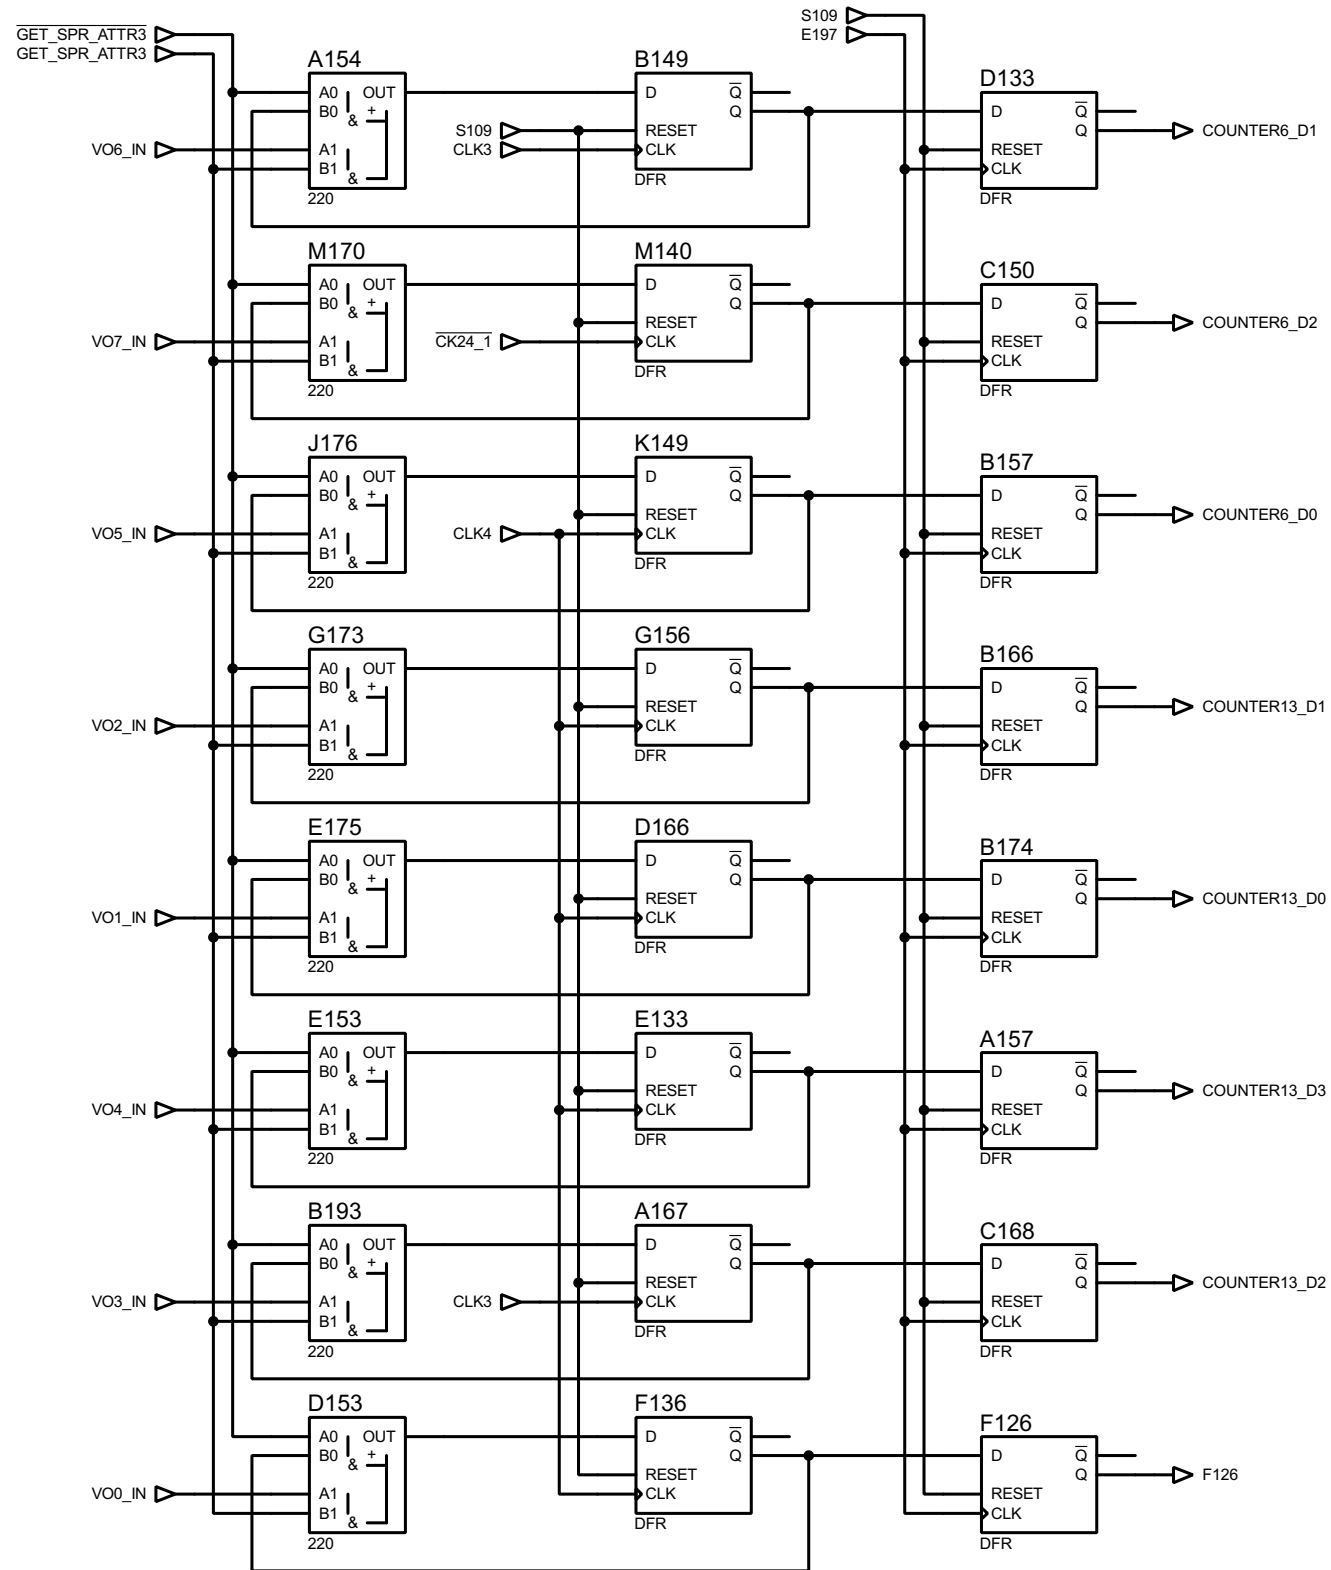 S109
E197
GET_SPR_ATTR3
GET_SPR_ATTR3
A154
A0 OUT
B0 +
&
A1
B1
&
220
VO6_IN
S109
CLK3
B149
D Q
Q
RESET
CLK
DFR
D133
D Q
Q
RESET
CLK
DFR
COUNTER6_D1
M170
A0 OUT
B0 +
&
A1
B1
&
220
VO7_IN
CK24_1
M140
D Q
Q
RESET
CLK
DFR
C150
D Q
Q
RESET
CLK
DFR
COUNTER6_D2
J176
A0 OUT
B0 +
&
A1
B1
&
220
VO5_IN
CLK4
K149
D Q
Q
RESET
CLK
DFR
B157
D Q
Q
RESET
CLK
DFR
COUNTER6_D0
G173
A0 OUT
B0 +
&
A1
B1
&
220
VO2_IN
G156
D Q
Q
RESET
CLK
DFR
B166
D Q
Q
RESET
CLK
DFR
COUNTER13_D1
E175
A0 OUT
B0 +
&
A1
B1
&
220
VO1_IN
D166
D Q
Q
RESET
CLK
DFR
B174
D Q
Q
RESET
CLK
DFR
COUNTER13_D0
E153
A0 OUT
B0 +
&
A1
B1
&
220
VO4_IN
E133
D Q
Q
RESET
CLK
DFR
A157
D Q
Q
RESET
CLK
DFR
COUNTER13_D3
B193
A0 OUT
B0 +
&
A1
B1
&
220
VO3_IN
CLK3
A167
D Q
Q
RESET
CLK
DFR
C168
D Q
Q
RESET
CLK
DFR
COUNTER13_D2
D153
A0 OUT
B0 +
&
A1
B1
&
220
VO0_IN
F136
D Q
Q
RESET
CLK
DFR
F126
D Q
Q
RESET
CLK
DFR
F126